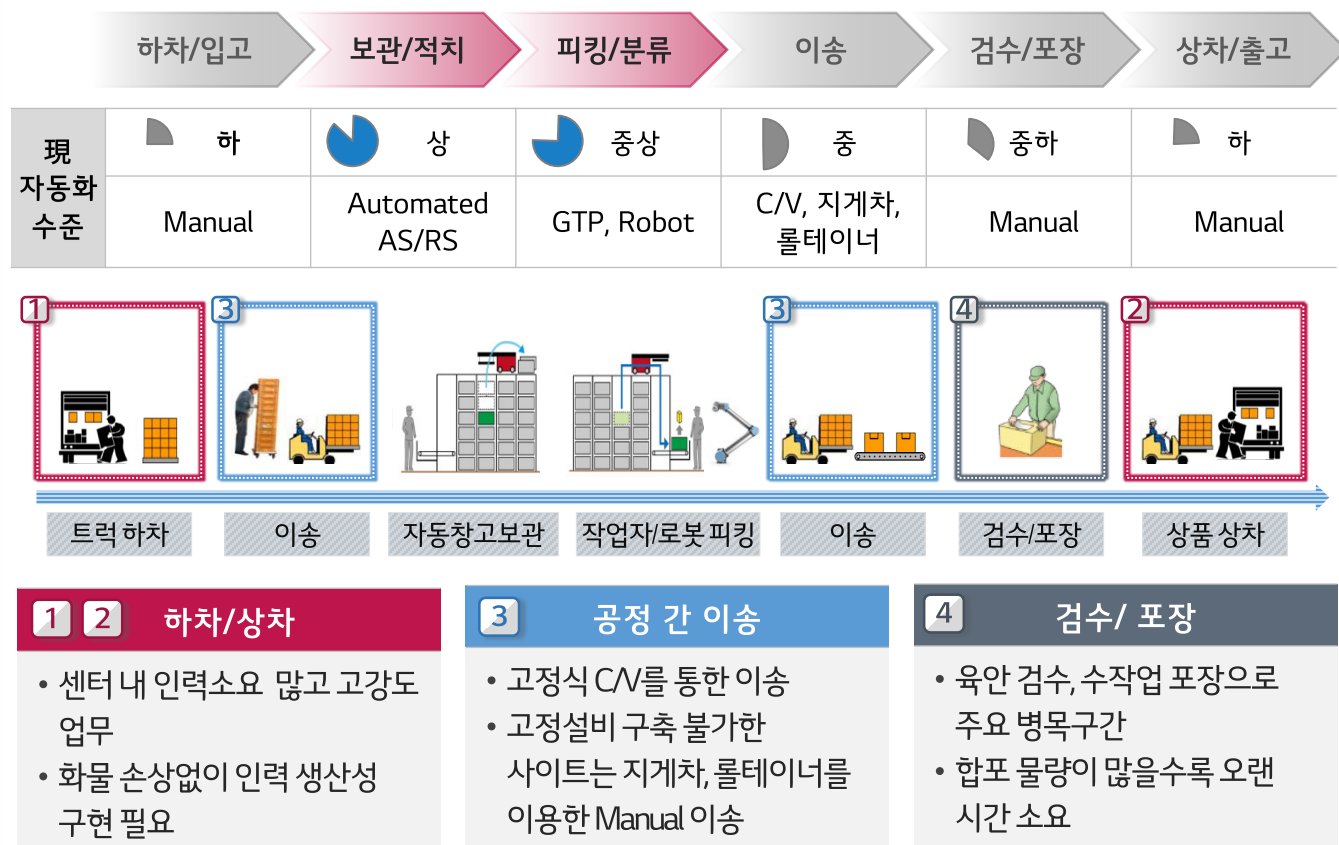 하차/입고
보관/적치
피킹/분류
이송
검수/포장
상차/출고
現
자동화
수준
하
상
중상
중
중하
하
Manual
Automated
AS/RS
GTP, Robot
C/V, 지게차,
롤테이너
Manual
Manual
1
3
3
4
2
트럭 하차
이송
자동창고보관
작업자/로봇 피킹
이송
검수/포장
상품 상차
1 2 하차/상차
• 센터 내 인력소요 많고 고강도
업무
• 화물 손상없이 인력 생산성
구현 필요
3 공정 간 이송
• 고정식 C/V를 통한 이송
• 고정설비 구축 불가한
사이트는 지게차, 롤테이너를
이용한 Manual 이송
4 검수/ 포장
• 육안 검수, 수작업 포장으로
주요 병목구간
• 합포 물량이 많을수록 오랜
시간 소요